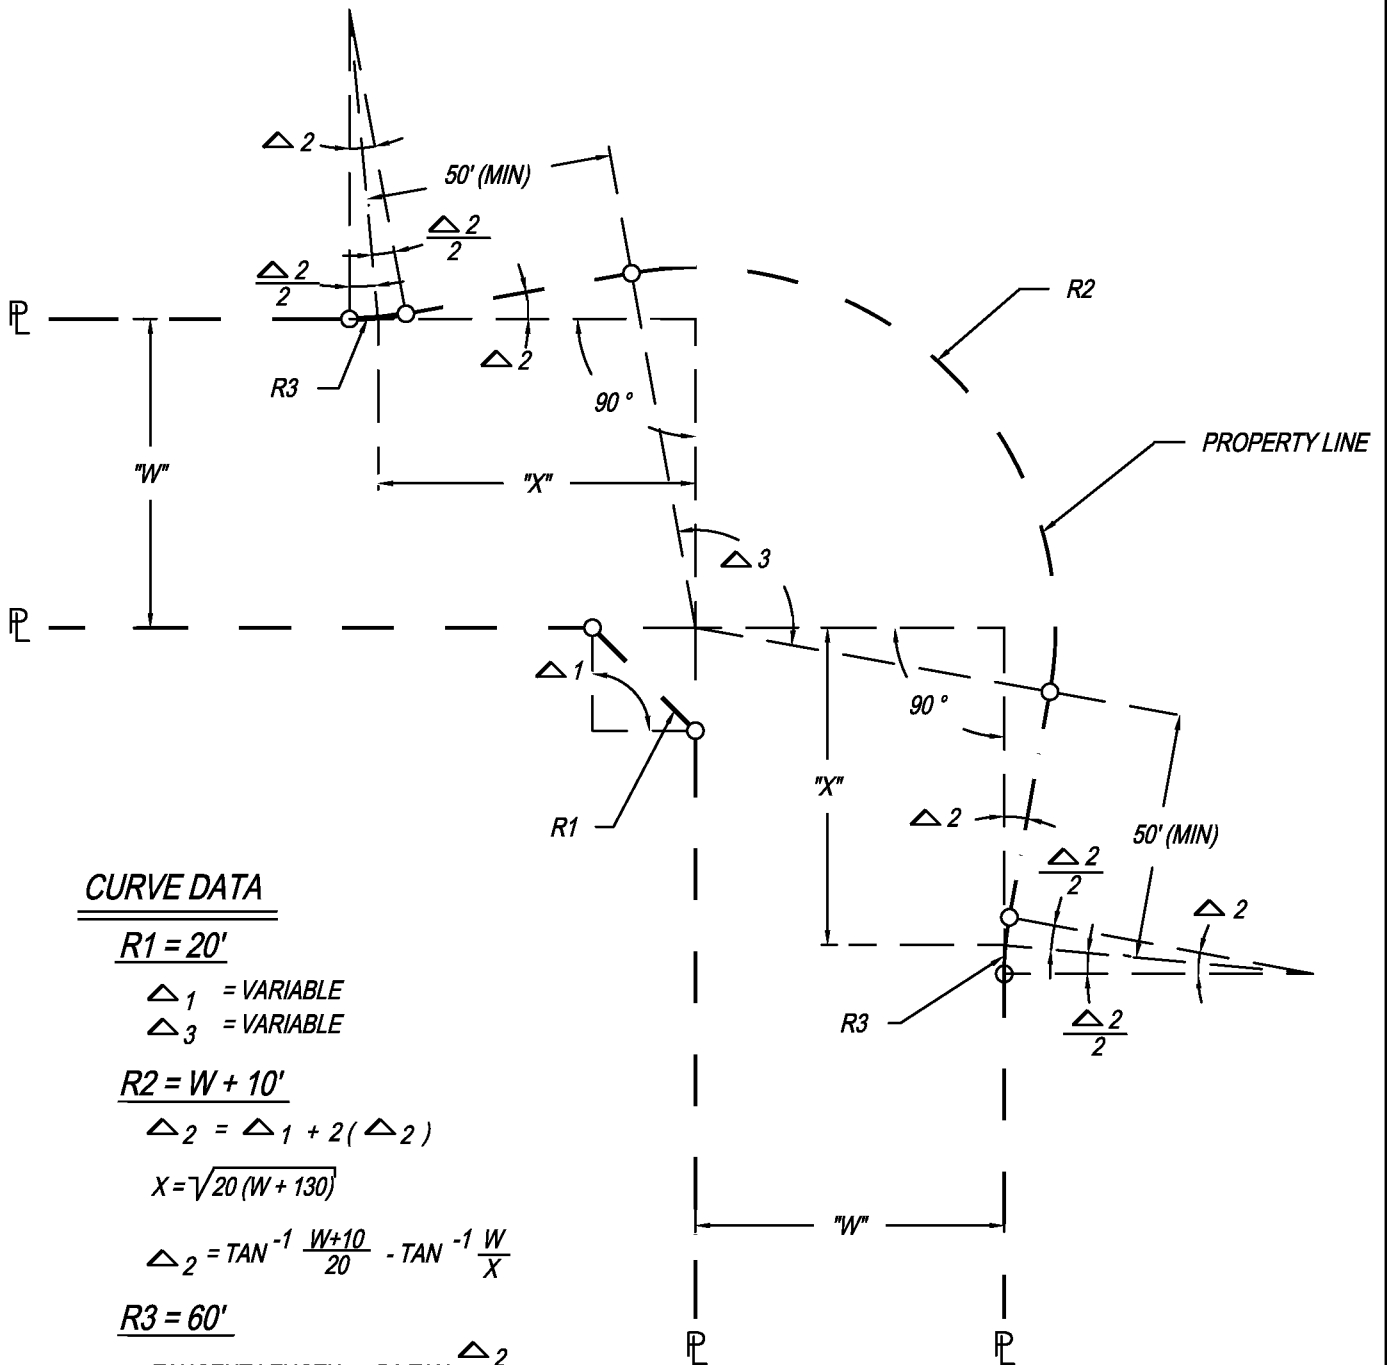 △ 2
50' (MIN)
△ 2
2
△ 2
2
R2
℄
△ 2
R3
90 °
PROPERTY LINE
"W"
"X"
△ 3
℄
△ 1
90 °
"X"
R1
△ 2
50' (MIN)
△ 2
2
△ 2
R3
△ 2
2
"W"
℄
℄
CURVE DATA
R1 = 20'
△ 1 = VARIABLE
△ 3 = VARIABLE
R2 = W + 10'
△ 2 = △ 1 + 2 ( △ 2 )
X = √20 (W + 130)
△ 2 = TAN -1 W+10 / 20 - TAN -1 W / X
R3 = 60'
△ 2